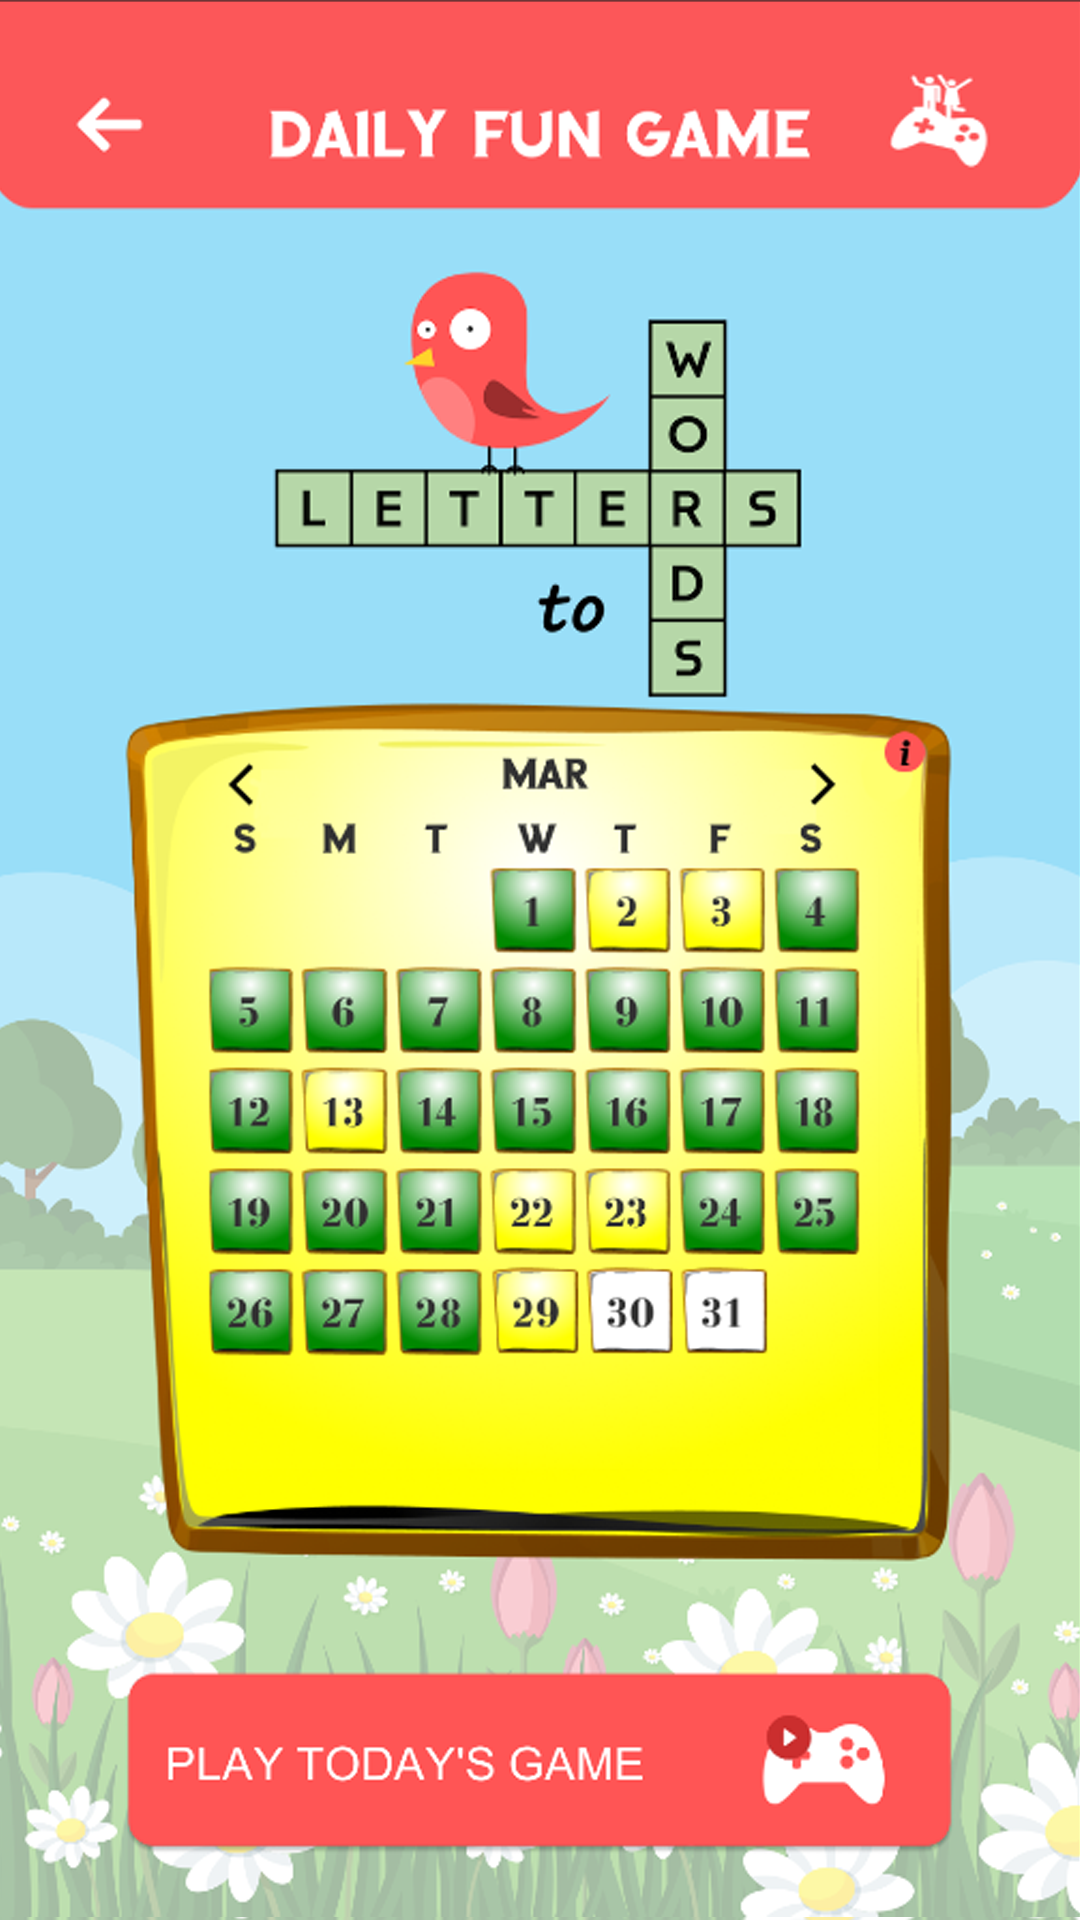 DAILY FUN GAME
W
O
LETTERS
D
S
to
i
MAR
S M T W T F S
1 2 3 4
5 6 7 8 9 10 11
12 13 14 15 16 17 18
19 20 21 22 23 24 25
26 27 28 29 30 31
PLAY TODAY'S GAME